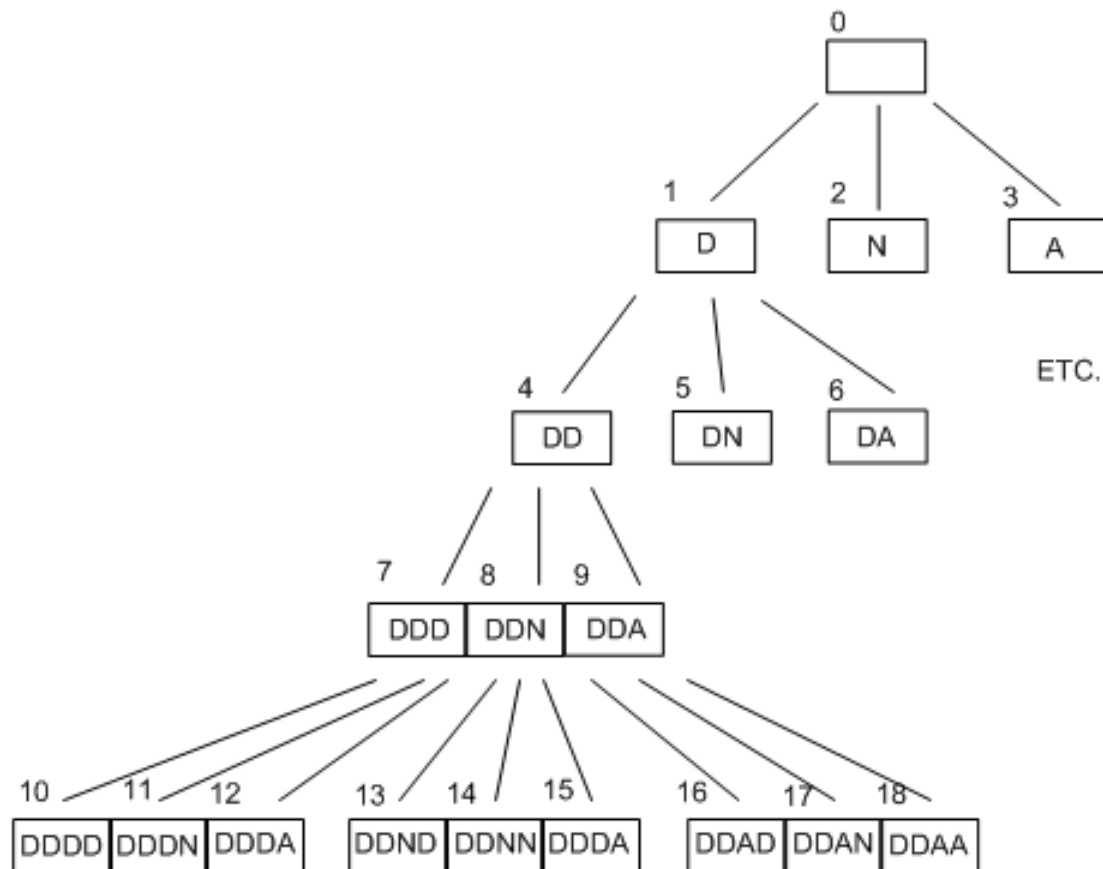 0
1 2 3
D N A
ETC.
4 5 6
DD DN DA
7 8 9
DDD DDN DDA
10 11 12 13 14 15 16 17 18
DDDD DDDN DDDA DDND DDNN DDDA DDAD DDAN DDAA